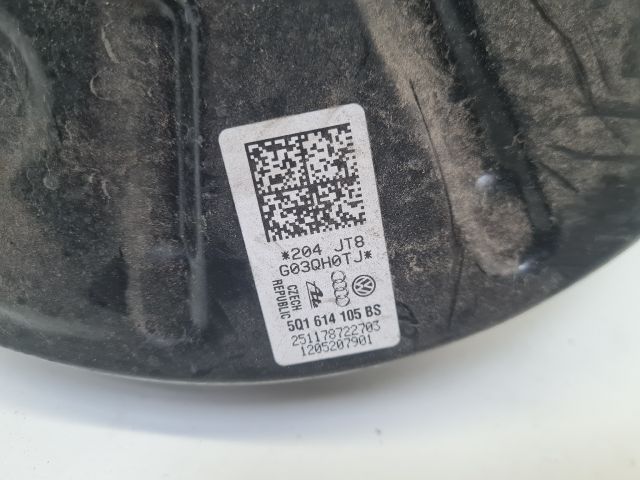 *204 JT8
G03QH0TJ*
CZECH
REPUBLIC
5Q1 614 105 BS
251178722703
1205207901